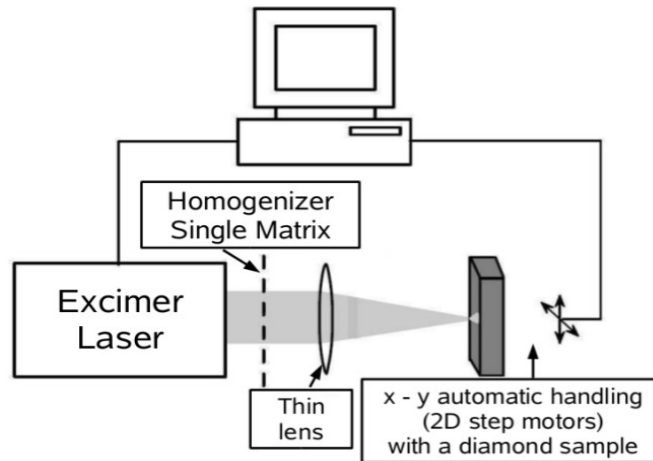 Homogenizer
Single Matrix
Excimer
Laser
Thin
lens
x - y automatic handling
(2D step motors)
with a diamond sample